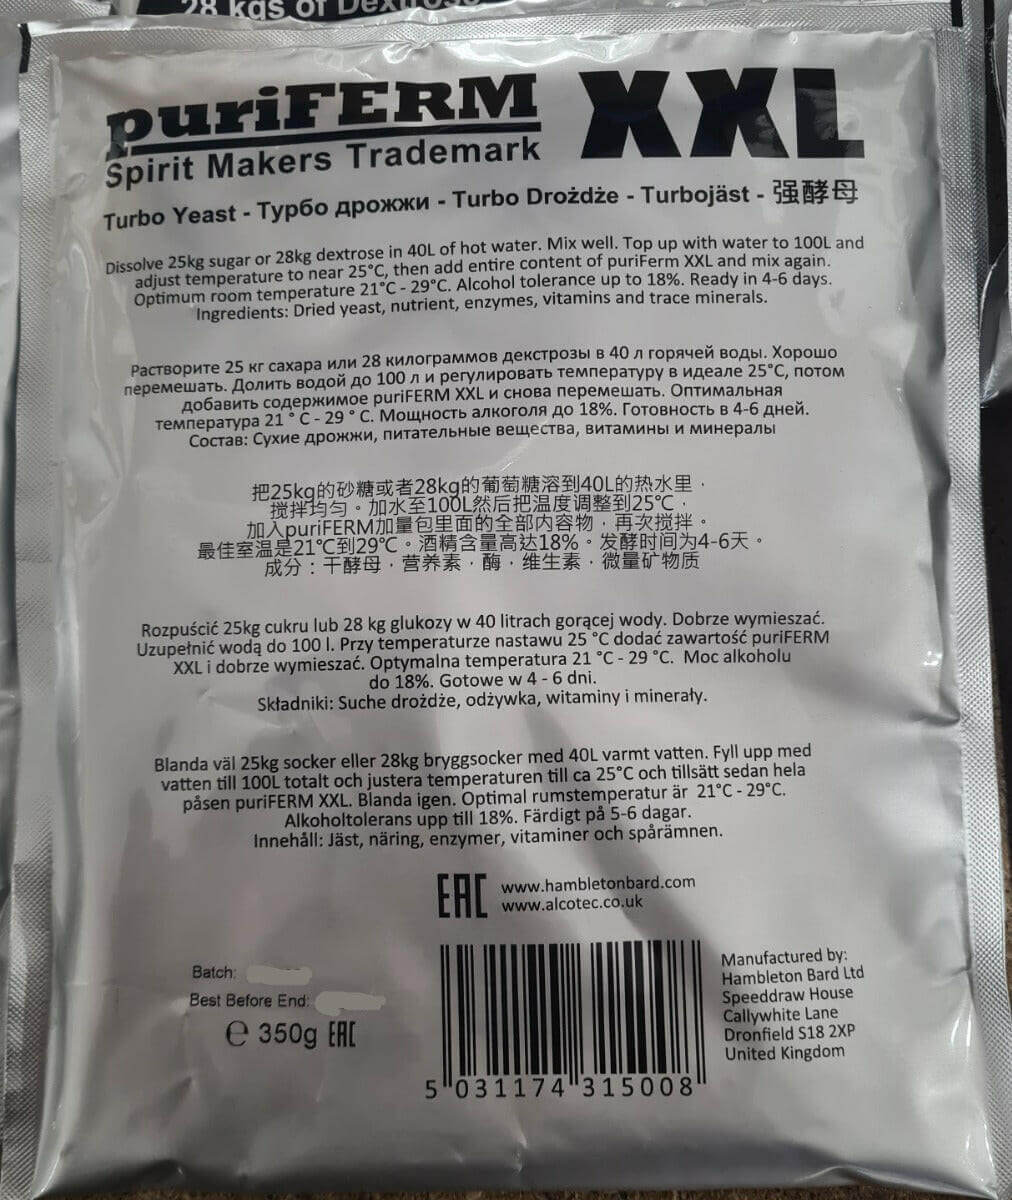 28 kgs of Dextrose
puriFERM XXL
Spirit Makers Trademark
Turbo Yeast - Турбо дрожжи - Turbo Drożdże - Turbojäst - 强酵母
Dissolve 25kg sugar or 28kg dextrose in 40L of hot water. Mix well. Top up with water to 100L and
adjust temperature to near 25°C, then add entire content of puriFerm XXL and mix again.
Optimum room temperature 21°C - 29°C. Alcohol tolerance up to 18%. Ready in 4-6 days.
Ingredients: Dried yeast, nutrient, enzymes, vitamins and trace minerals.
Растворите 25 кг сахара или 28 килограммов декстрозы в 40 л горячей воды. Хорошо
перемешать. Долить водой до 100 л и регулировать температуру в идеале 25°C, потом
добавить содержимое puriFERM XXL и снова перемешать. Оптимальная
температура 21 ° C - 29 ° C. Мощность алкоголя до 18%. Готовность в 4-6 дней.
Состав: Сухие дрожжи, питательные вещества, витамины и минералы
把25kg的砂糖或者28kg的葡萄糖溶到40L的热水里．
搅拌均匀。加水至100L然后把温度调整到25℃．
加入puriFERM加量包里面的全部内容物．再次搅拌。
最佳室温是21℃到29℃。酒精含量高达18%。发酵时间为4-6天。
成分：干酵母．营养素．酶．维生素．微量矿物质
Rozpuścić 25kg cukru lub 28 kg glukozy w 40 litrach gorącej wody. Dobrze wymieszać.
Uzupełnić wodą do 100 l. Przy temperaturze nastawu 25 °C dodać zawartość puriFERM
XXL i dobrze wymieszać. Optymalna temperatura 21 °C - 29 °C. Moc alkoholu
do 18%. Gotowe w 4 - 6 dni.
Składniki: Suche drożdże, odżywka, witaminy i minerały.
Blanda väl 25kg socker eller 28kg bryggsocker med 40L varmt vatten. Fyll upp med
vatten till 100L totalt och justera temperaturen till ca 25°C och tillsätt sedan hela
påsen puriFERM XXL. Blanda igen. Optimal rumstemperatur är 21°C - 29°C.
Alkoholtolerans upp till 18%. Färdigt på 5-6 dagar.
Innehåll: Jäst, näring, enzymer, vitaminer och spårämnen.
EAC www.hambletonbard.com
www.alcotec.co.uk
Batch:
Best Before End:
℮ 350g EAC
5 031174 315008
Manufactured by:
Hambleton Bard Ltd
Speeddraw House
Callywhite Lane
Dronfield S18 2XP
United Kingdom